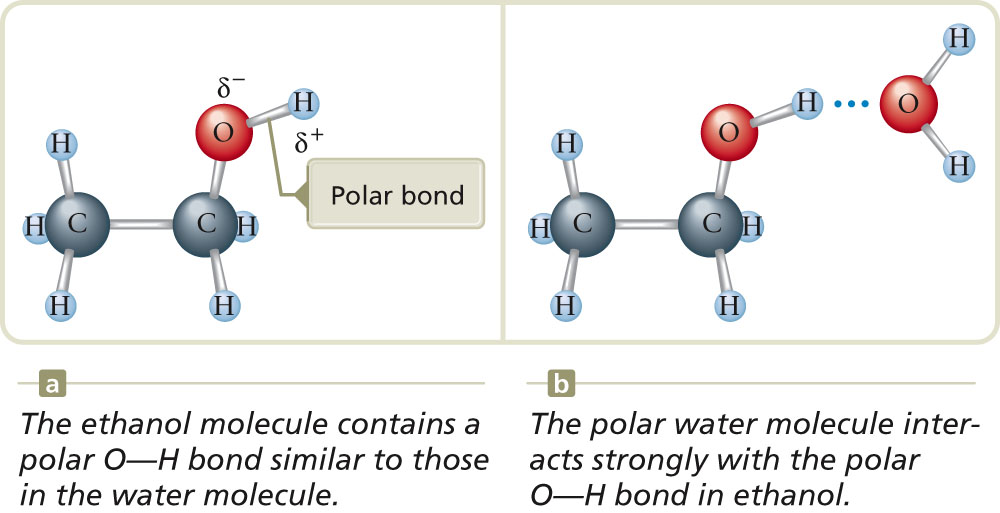 δ⁻
H
O
δ⁺
H
Polar bond
H
C
C
H
H
H
H
O
H
O
H
H
H
C
C
H
H
H
a
The ethanol molecule contains a
polar O—H bond similar to those
in the water molecule.
b
The polar water molecule inter-
acts strongly with the polar
O—H bond in ethanol.